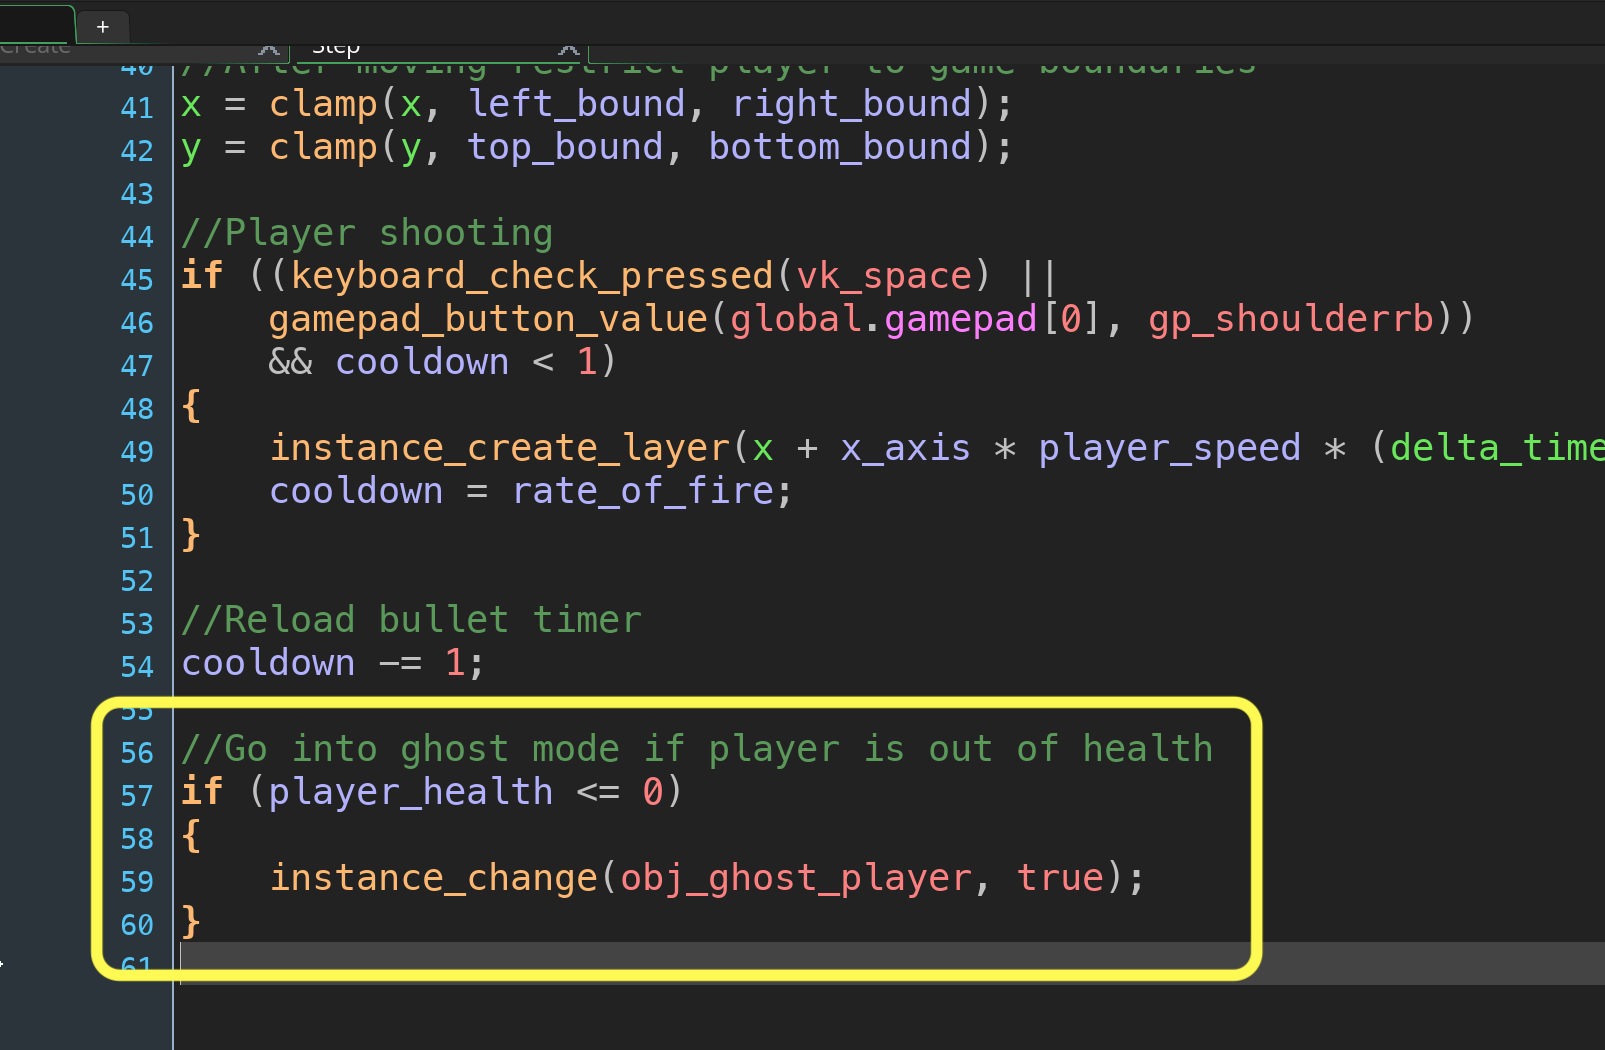 +
Create
Step
40 //After moving restrict player to game boundaries
41 x = clamp(x, left_bound, right_bound);
42 y = clamp(y, top_bound, bottom_bound);
43
44 //Player shooting
45 if ((keyboard_check_pressed(vk_space) ||
46 gamepad_button_value(global.gamepad[0], gp_shoulderrb))
47 && cooldown < 1)
48 {
49 instance_create_layer(x + x_axis * player_speed * (delta_time
50 cooldown = rate_of_fire;
51 }
52
53 //Reload bullet timer
54 cooldown -= 1;
55
56 //Go into ghost mode if player is out of health
57 if (player_health <= 0)
58 {
59 instance_change(obj_ghost_player, true);
60 }
61